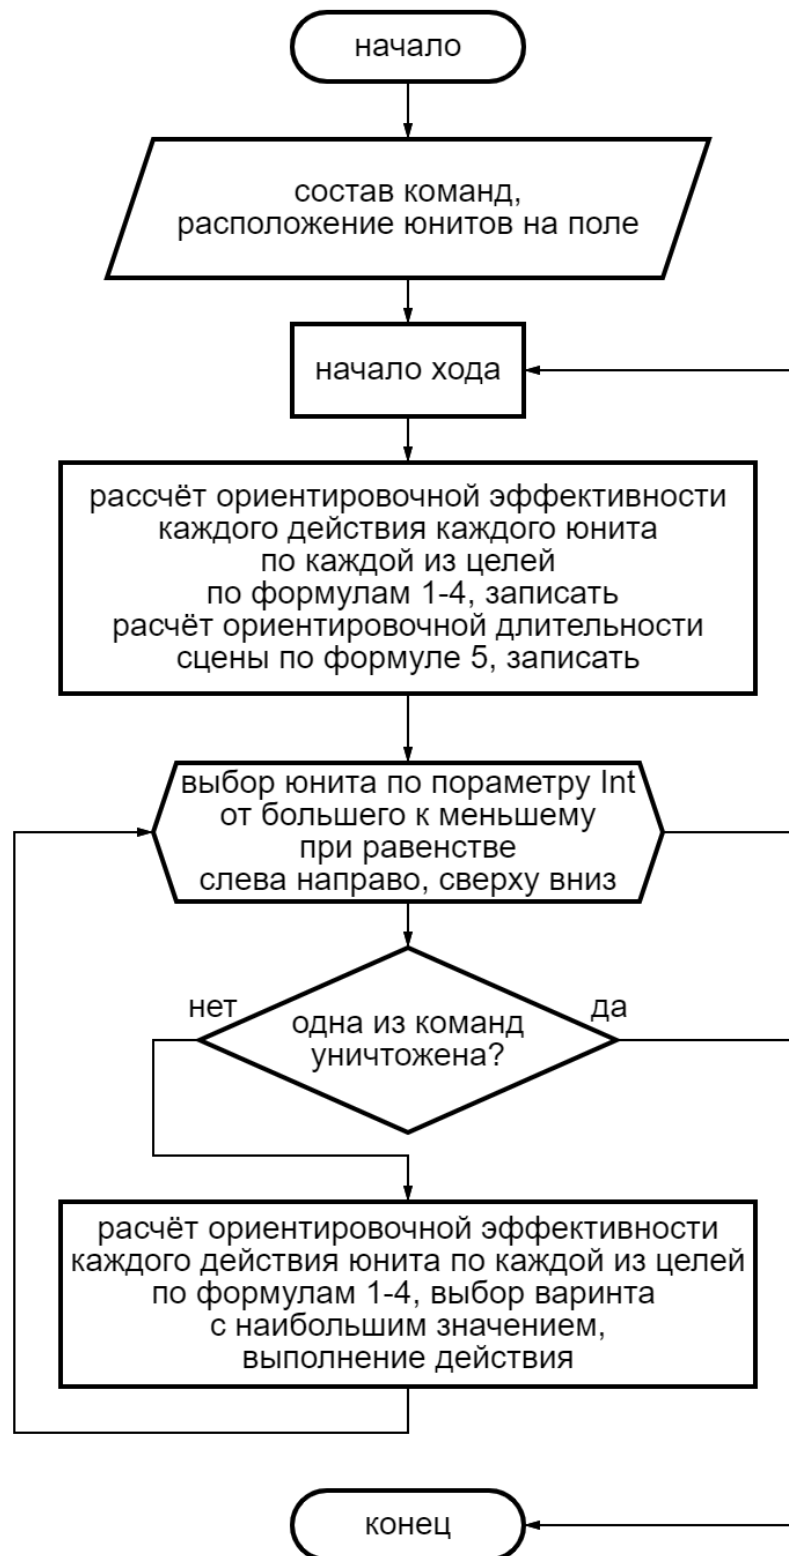 начало
состав команд,
расположение юнитов на поле
начало хода
рассчёт ориентировочной эффективности
каждого действия каждого юнита
по каждой из целей
по формулам 1-4, записать
расчёт ориентировочной длительности
сцены по формуле 5, записать
выбор юнита по пораметру Int
от большего к меньшему
при равенстве
слева направо, сверху вниз
нет
да
одна из команд
уничтожена?
расчёт ориентировочной эффективности
каждого действия юнита по каждой из целей
по формулам 1-4, выбор варинта
с наибольшим значением,
выполнение действия
конец